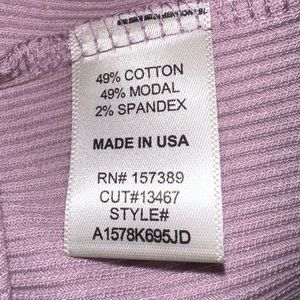 49% COTTON
49% MODAL
2% SPANDEX
MADE IN USA
RN# 157389
CUT#13467
STYLE#
A1578K695JD